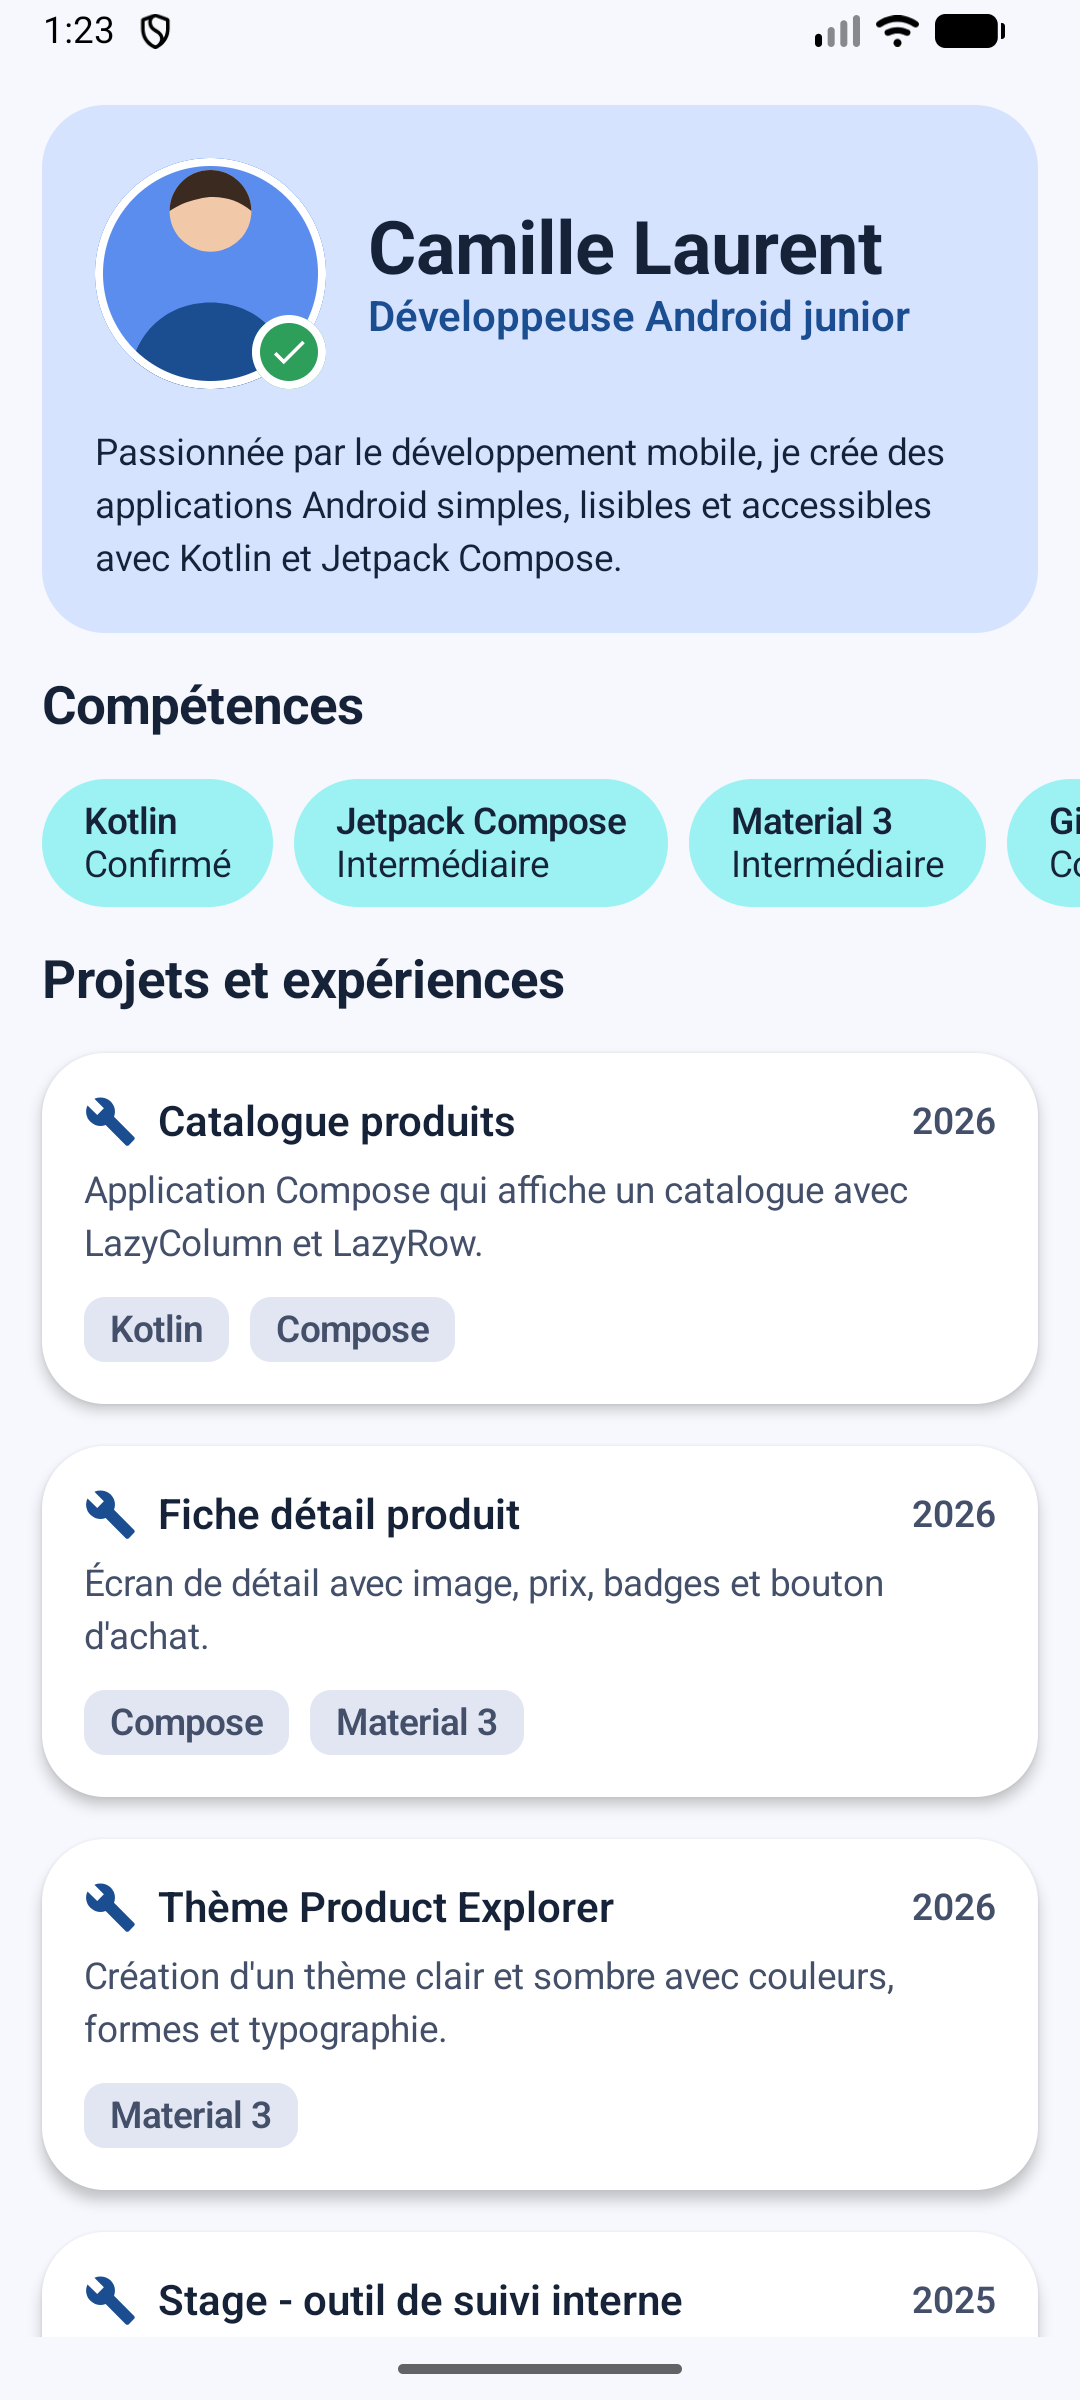 1:23
Camille Laurent
Développeuse Android junior
Passionnée par le développement mobile, je crée des
applications Android simples, lisibles et accessibles
avec Kotlin et Jetpack Compose.
Compétences
Kotlin
Confirmé
Jetpack Compose
Intermédiaire
Material 3
Intermédiaire
Projets et expériences
Catalogue produits
2026
Application Compose qui affiche un catalogue avec
LazyColumn et LazyRow.
Kotlin
Compose
Fiche détail produit
2026
Écran de détail avec image, prix, badges et bouton
d'achat.
Compose
Material 3
Thème Product Explorer
2026
Création d'un thème clair et sombre avec couleurs,
formes et typographie.
Material 3
Stage - outil de suivi interne
2025